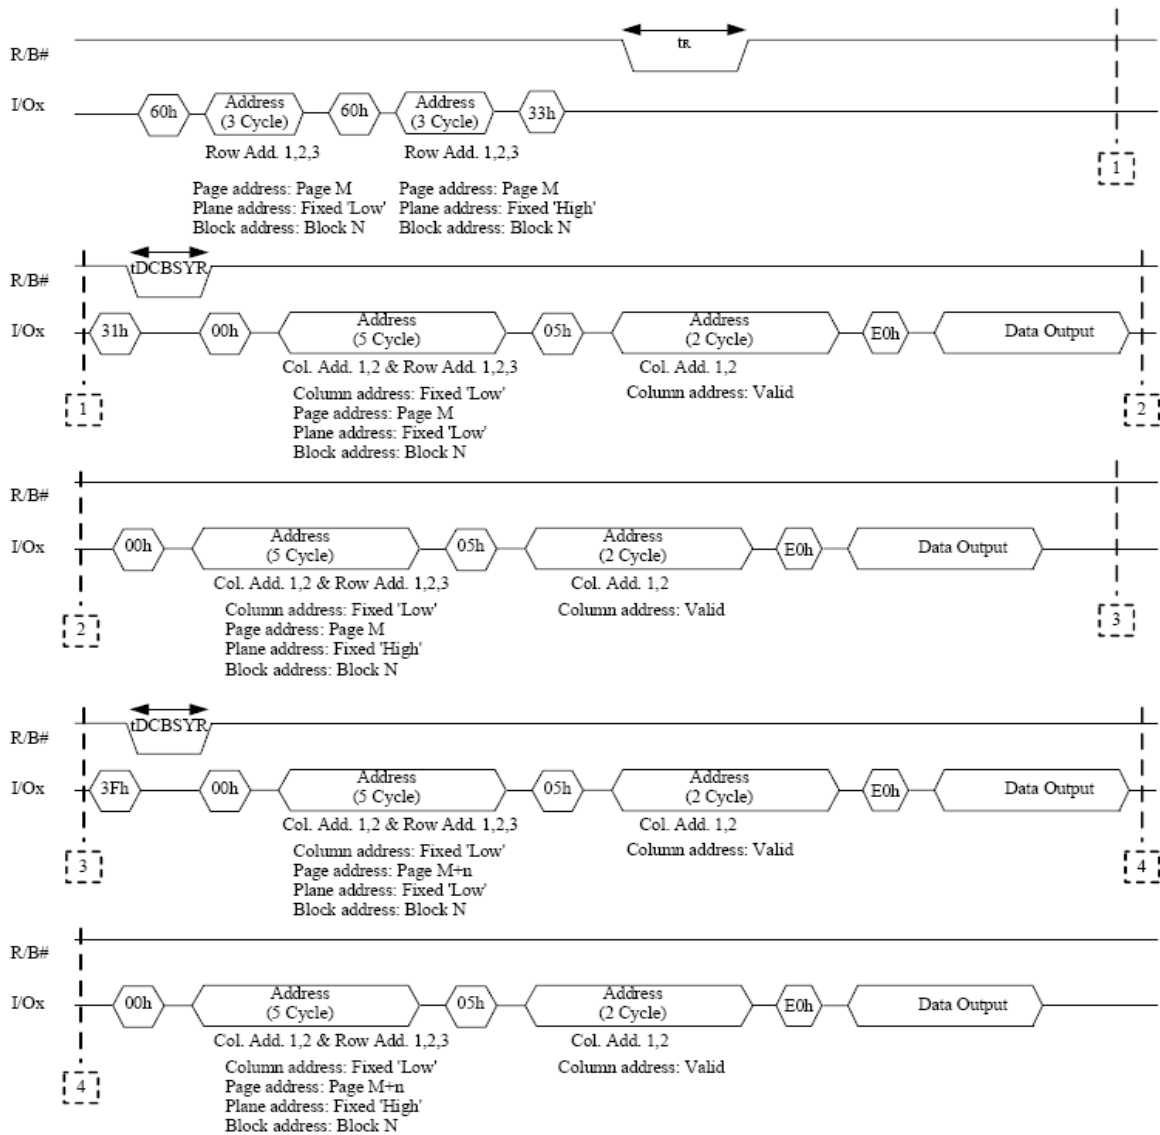 R/B#
tR
I/Ox
60h
Address
(3 Cycle)
60h
Address
(3 Cycle)
33h
Row Add. 1,2,3
Row Add. 1,2,3
Page address: Page M
Plane address: Fixed 'Low'
Block address: Block N
Page address: Page M
Plane address: Fixed 'High'
Block address: Block N
1
R/B#
tDCBSYR
I/Ox
31h
00h
Address
(5 Cycle)
05h
Address
(2 Cycle)
E0h
Data Output
Col. Add. 1,2 & Row Add. 1,2,3
Col. Add. 1,2
Column address: Fixed 'Low'
Page address: Page M
Plane address: Fixed 'Low'
Block address: Block N
Column address: Valid
1
2
R/B#
I/Ox
00h
Address
(5 Cycle)
05h
Address
(2 Cycle)
E0h
Data Output
Col. Add. 1,2 & Row Add. 1,2,3
Col. Add. 1,2
Column address: Fixed 'Low'
Page address: Page M
Plane address: Fixed 'High'
Block address: Block N
Column address: Valid
2
3
R/B#
tDCBSYR
I/Ox
3Fh
00h
Address
(5 Cycle)
05h
Address
(2 Cycle)
E0h
Data Output
Col. Add. 1,2 & Row Add. 1,2,3
Col. Add. 1,2
Column address: Fixed 'Low'
Page address: Page M+n
Plane address: Fixed 'Low'
Block address: Block N
Column address: Valid
3
4
R/B#
I/Ox
00h
Address
(5 Cycle)
05h
Address
(2 Cycle)
E0h
Data Output
Col. Add. 1,2 & Row Add. 1,2,3
Col. Add. 1,2
Column address: Fixed 'Low'
Page address: Page M+n
Plane address: Fixed 'High'
Block address: Block N
Column address: Valid
4